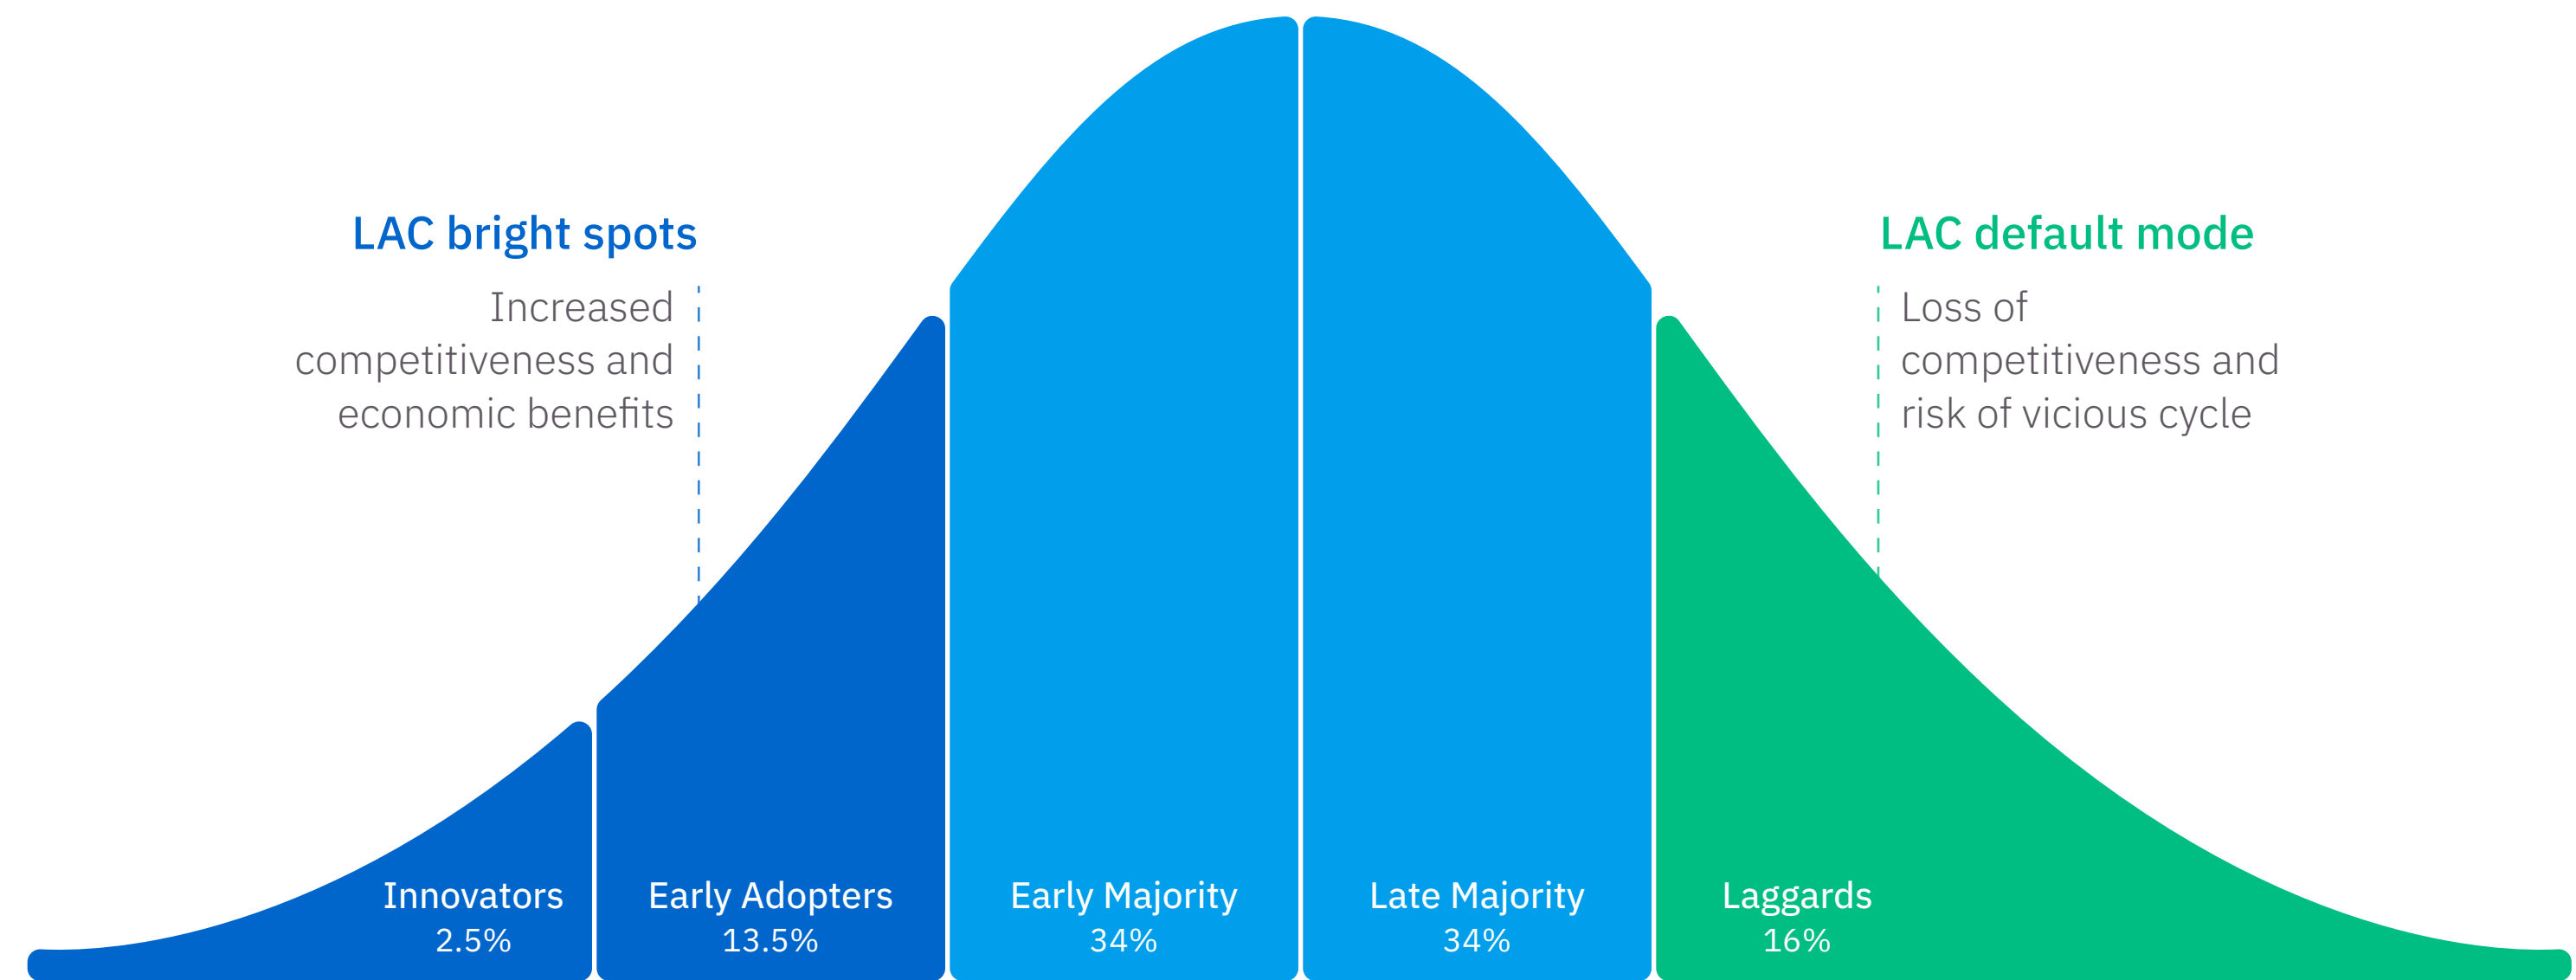 LAC bright spots
Increased
competitiveness and
economic benefits
LAC default mode
Loss of
competitiveness and
risk of vicious cycle
Innovators
2.5%
Early Adopters
13.5%
Early Majority
34%
Late Majority
34%
Laggards
16%